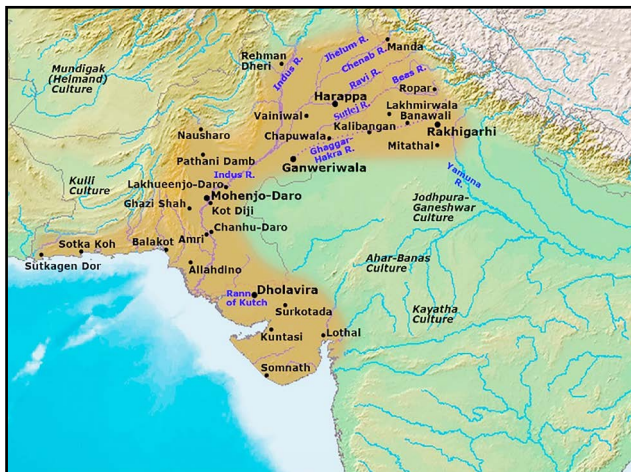 Mundigak
(Helmand)
Culture
Rehman
Dheri
Indus R.
Jhelum R.
Chenab R.
Ravi R.
Manda
Beas R.
Ropar
Harappa
Sutlej R.
Lakhmirwala
Banawali
Vainiwal
Kalibangan
Rakhigarhi
Chapuwala
Mitathal
Ghaggar-
Hakra R.
Ganweriwala
Nausharo
Pathani Damb
Indus R.
Yamuna
R.
Kulli
Culture
Lakhueenjo-Daro
Mohenjo-Daro
Ghazi Shah
Kot Diji
Jodhpura-
Ganeshwar
Culture
Chanhu-Daro
Sotka Koh
Balakot
Amri
Sutkagen Dor
Allahdino
Ahar-Banas
Culture
Rann
of Kutch
Dholavira
Surkotada
Kayatha
Culture
Kuntasi
Lothal
Somnath